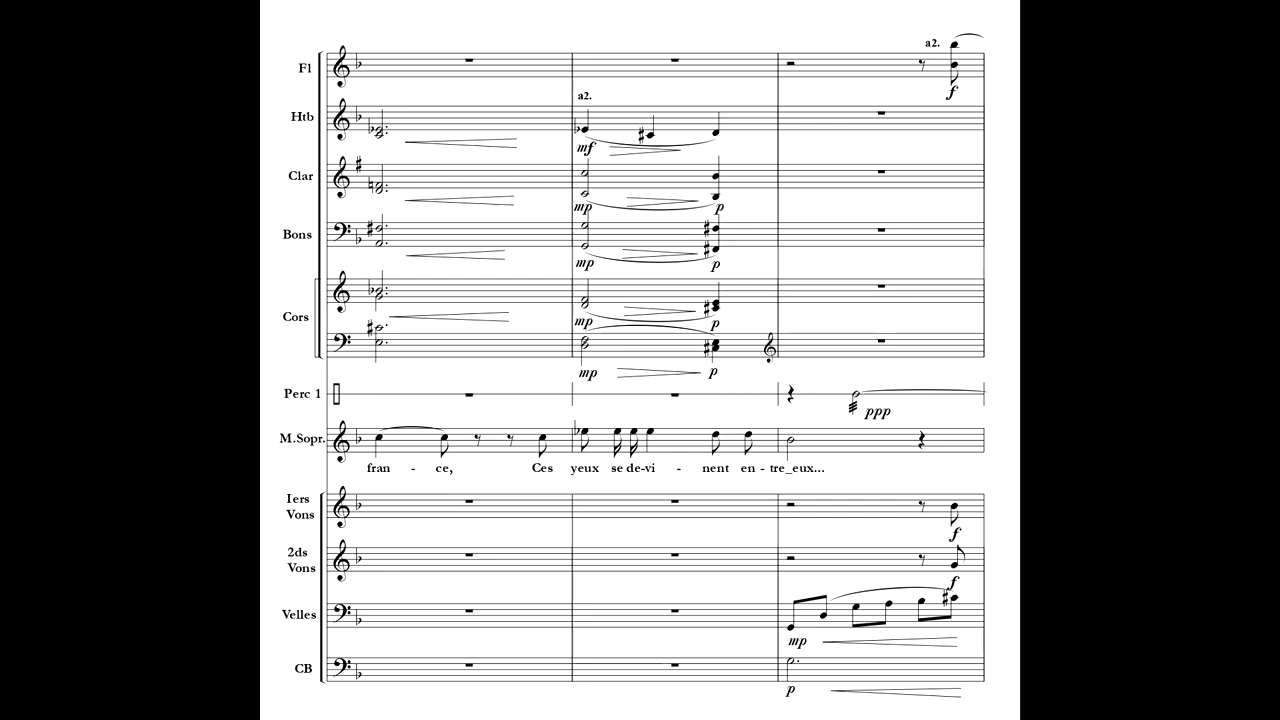 a2.
Fl
f
a2.
Htb
mf
Clar
mp p
Bons
mp p
Cors
mp p
mp p
Perc 1
ppp
M.Sopr.
fran - ce, Ces yeux se de-vi - nent en - tre_eux...
Iers
Vons
f
2ds
Vons
f
Velles
mp
CB
p